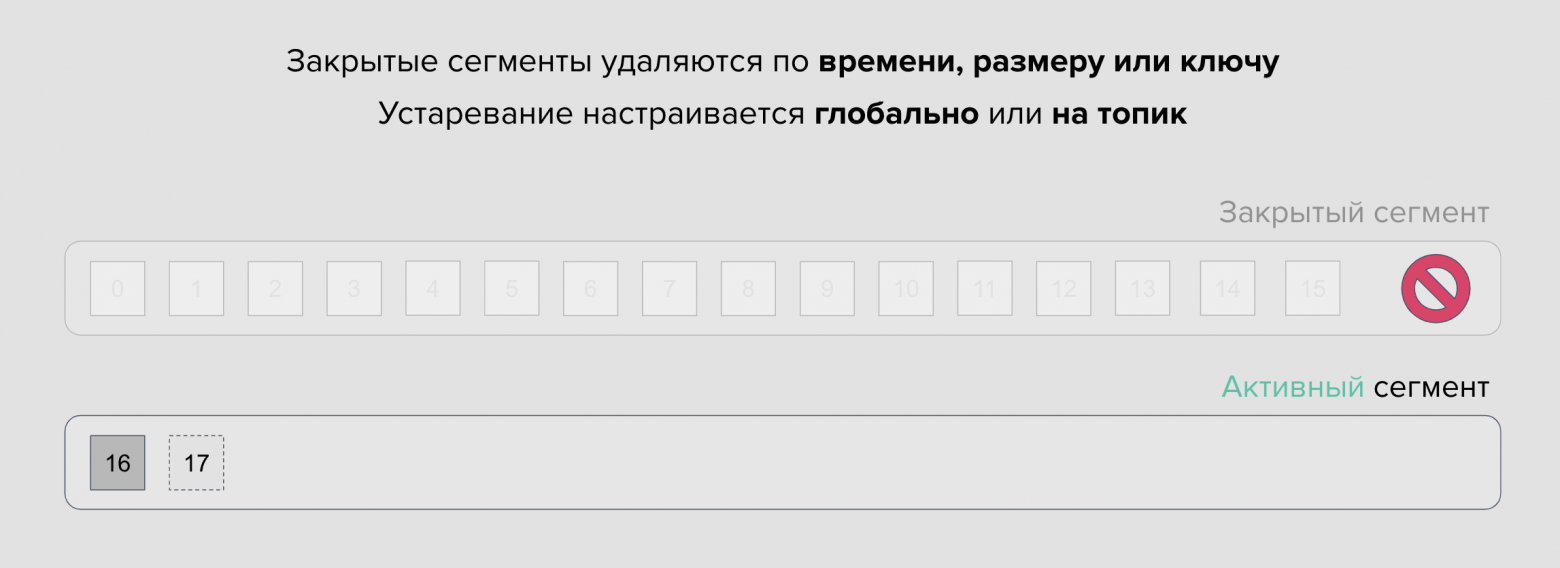 Закрытые сегменты удаляются по времени, размеру или ключу
Устаревание настраивается глобально или на топик
Закрытый сегмент
0 1 2 3 4 5 6 7 8 9 10 11 12 13 14 15
Активный сегмент
16 17